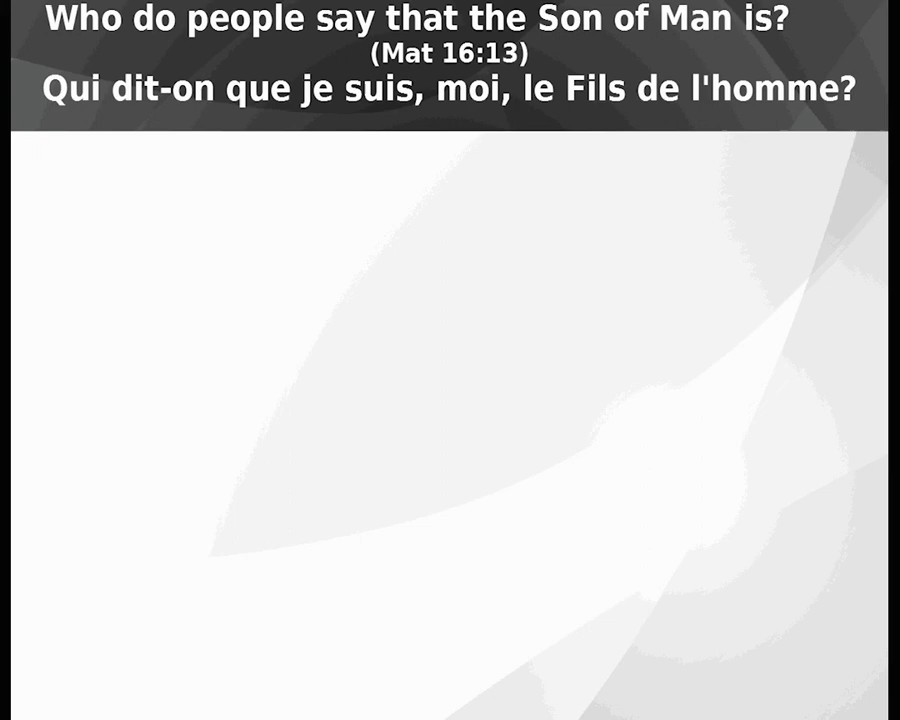 Who do people say that the Son of Man is?
(Mat 16:13)
Qui dit-on que je suis, moi, le Fils de l'homme?